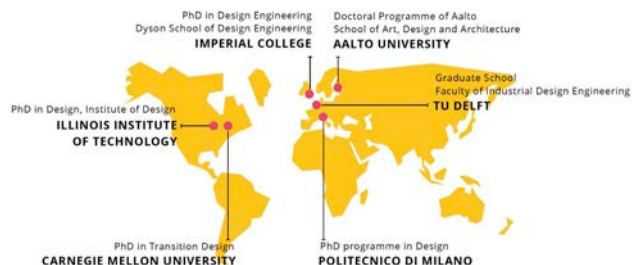 PhD in Design Engineering
Dyson School of Design Engineering
IMPERIAL COLLEGE
Doctoral Programme of Aalto
School of Art, Design and Architecture
AALTO UNIVERSITY
Graduate School
Faculty of Industrial Design Engineering
TU DELFT
PhD in Design, Institute of Design
ILLINOIS INSTITUTE
OF TECHNOLOGY
PhD in Transition Design
CARNEGIE MELLON UNIVERSITY
PhD programme in Design
POLITECNICO DI MILANO